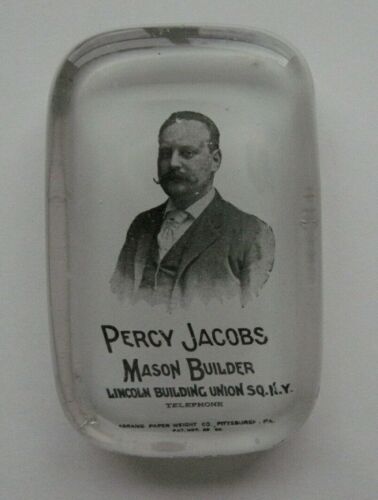 PERCY JACOBS
MASON BUILDER
LINCOLN BUILDING UNION SQ. N.Y.
TELEPHONE
PAPER WEIGHT CO., PITTSBURGH, PA.